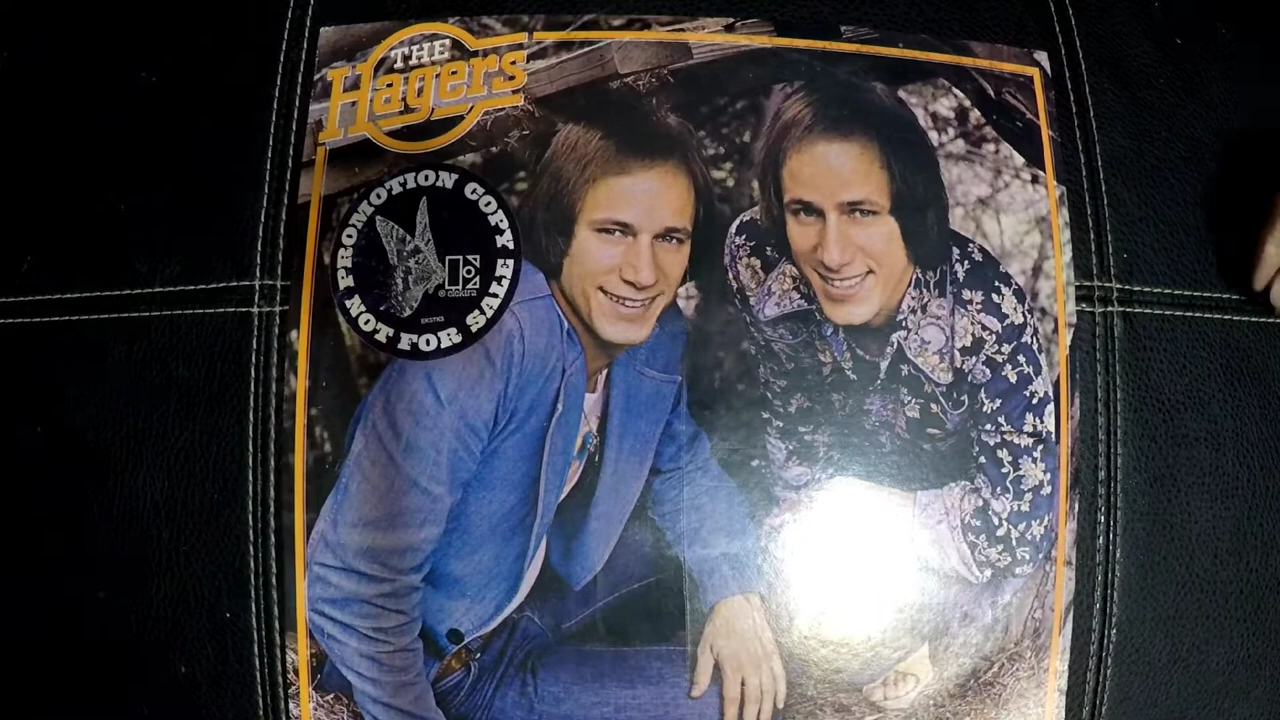 THE
Hagers
PROMOTION COPY
NOT FOR SALE
elektra